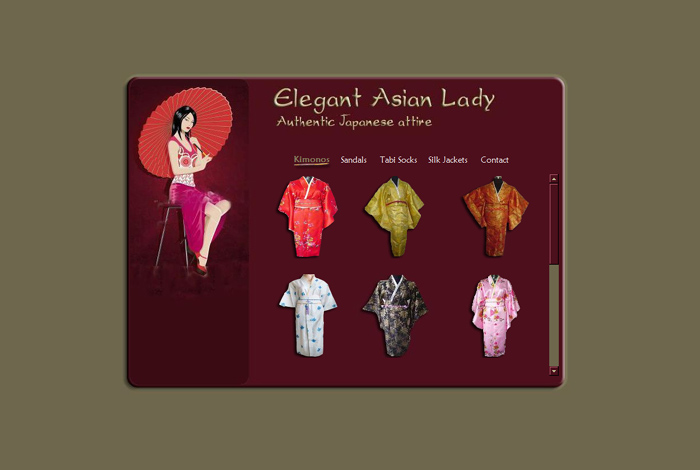 Elegant Asian Lady
Authentic Japanese attire
Kimonos Sandals Tabi Socks Silk Jackets Contact